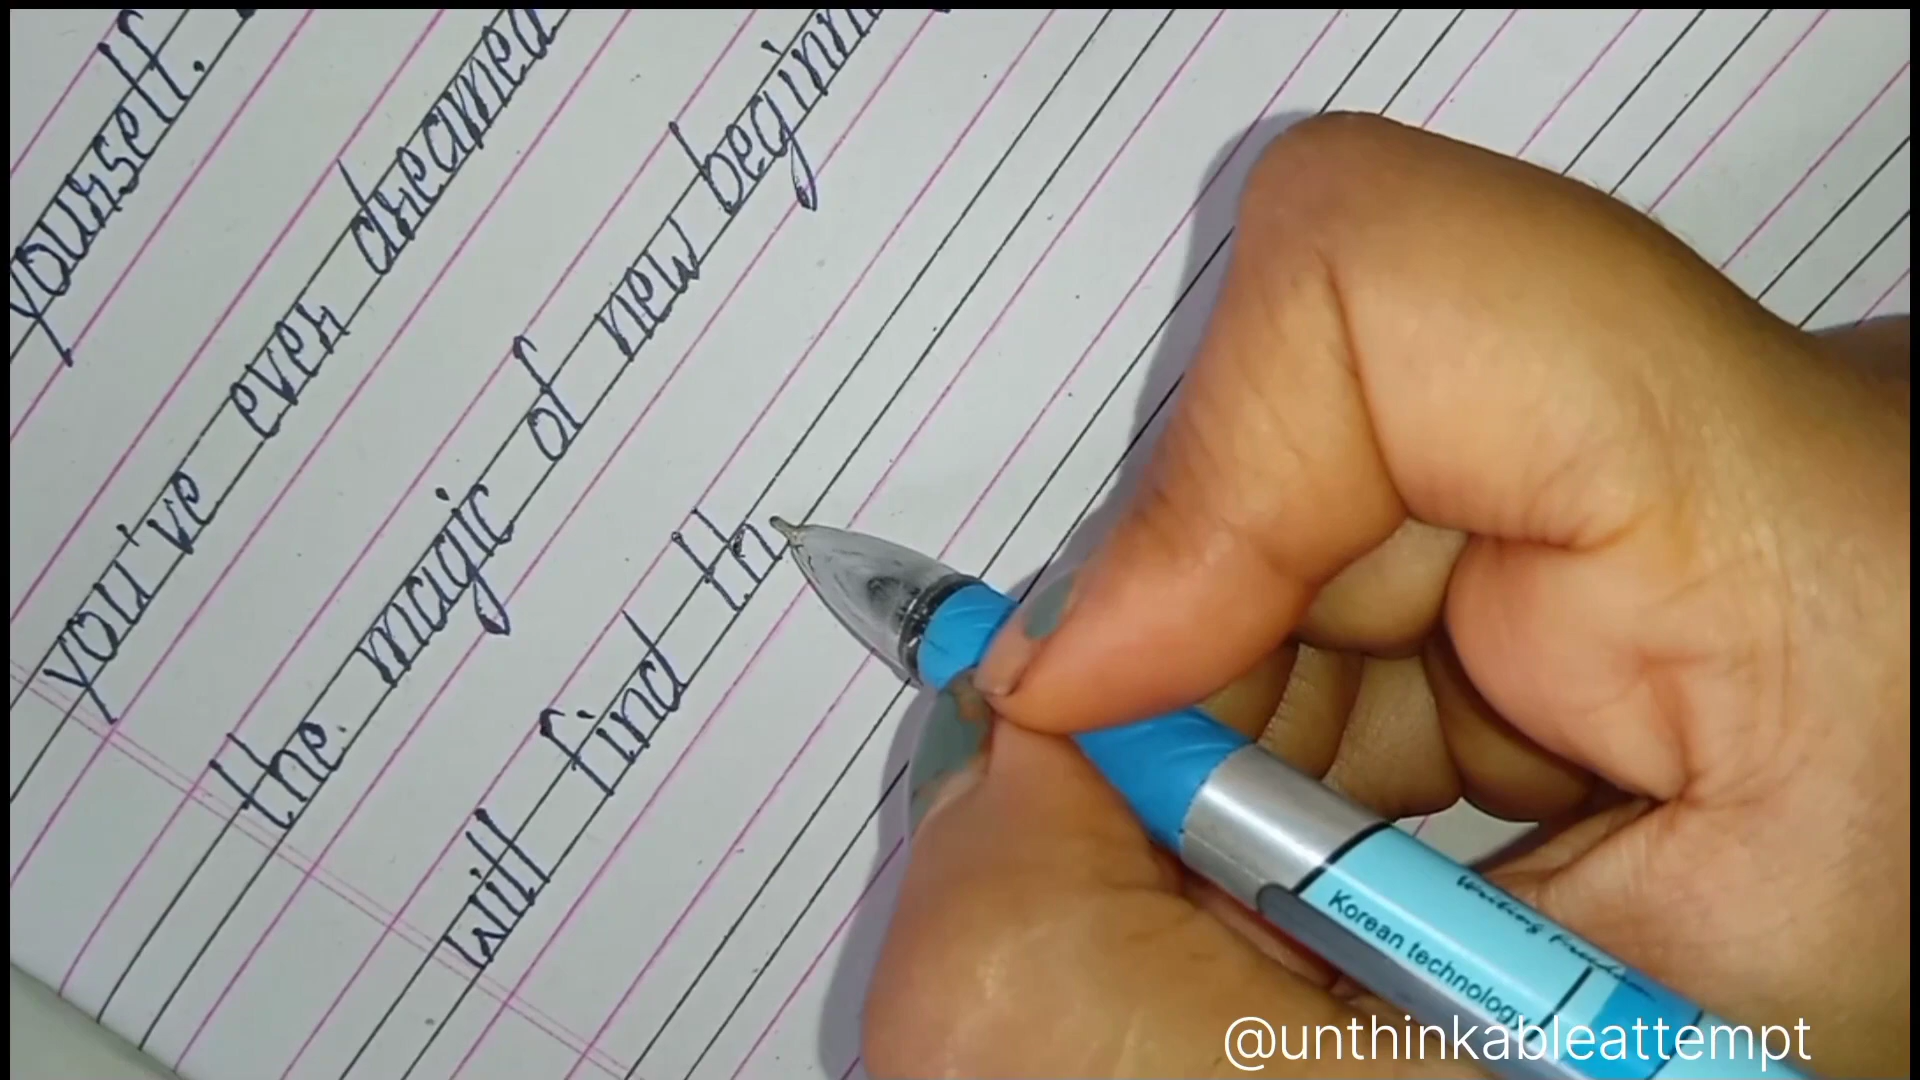 yourself.
you've ever dreamed
the magic of new beginn
will find th
Korean technology
@unthinkableattempt